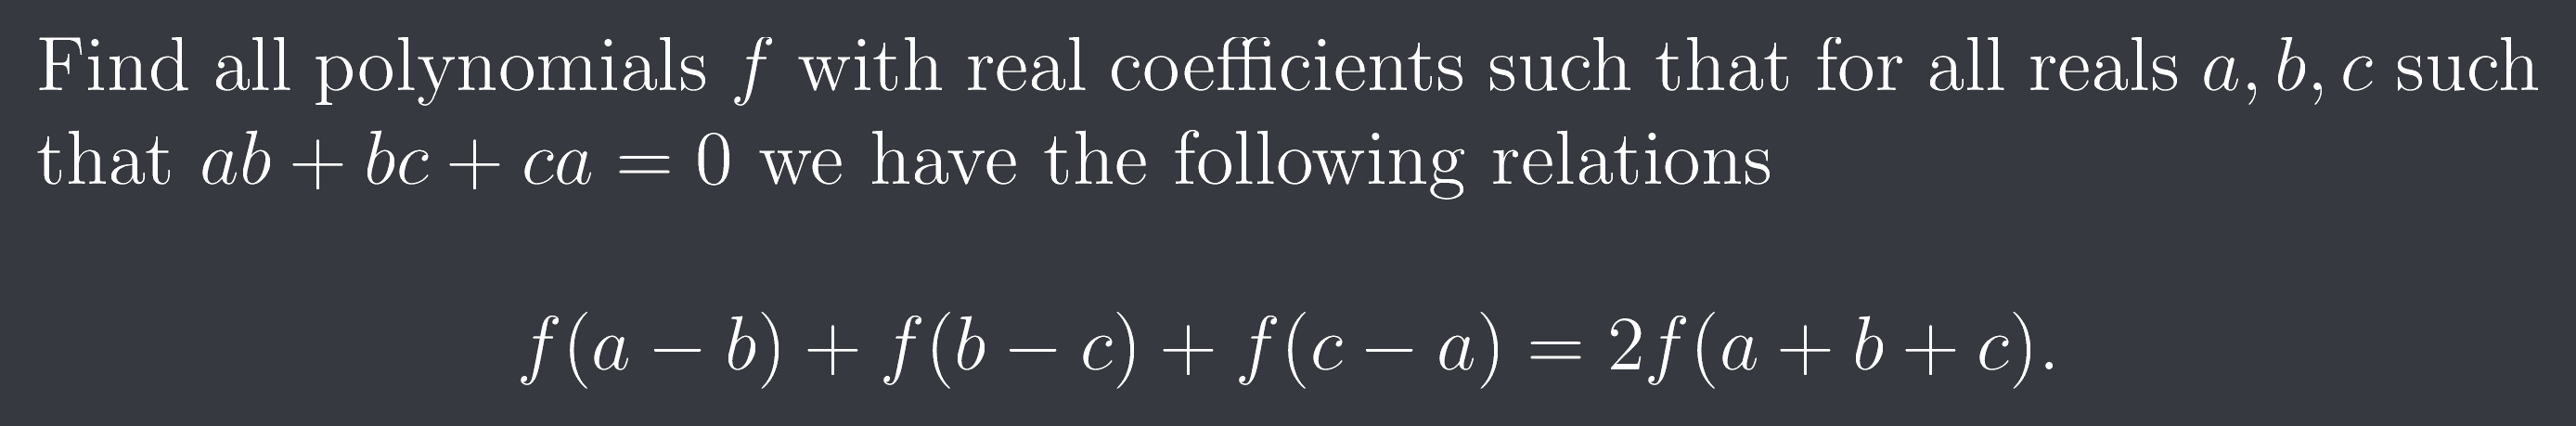 Find all polynomials f with real coefficients such that for all reals a, b, c such
that ab + bc + ca = 0 we have the following relations
f(a − b) + f(b − c) + f(c − a) = 2f(a + b + c).